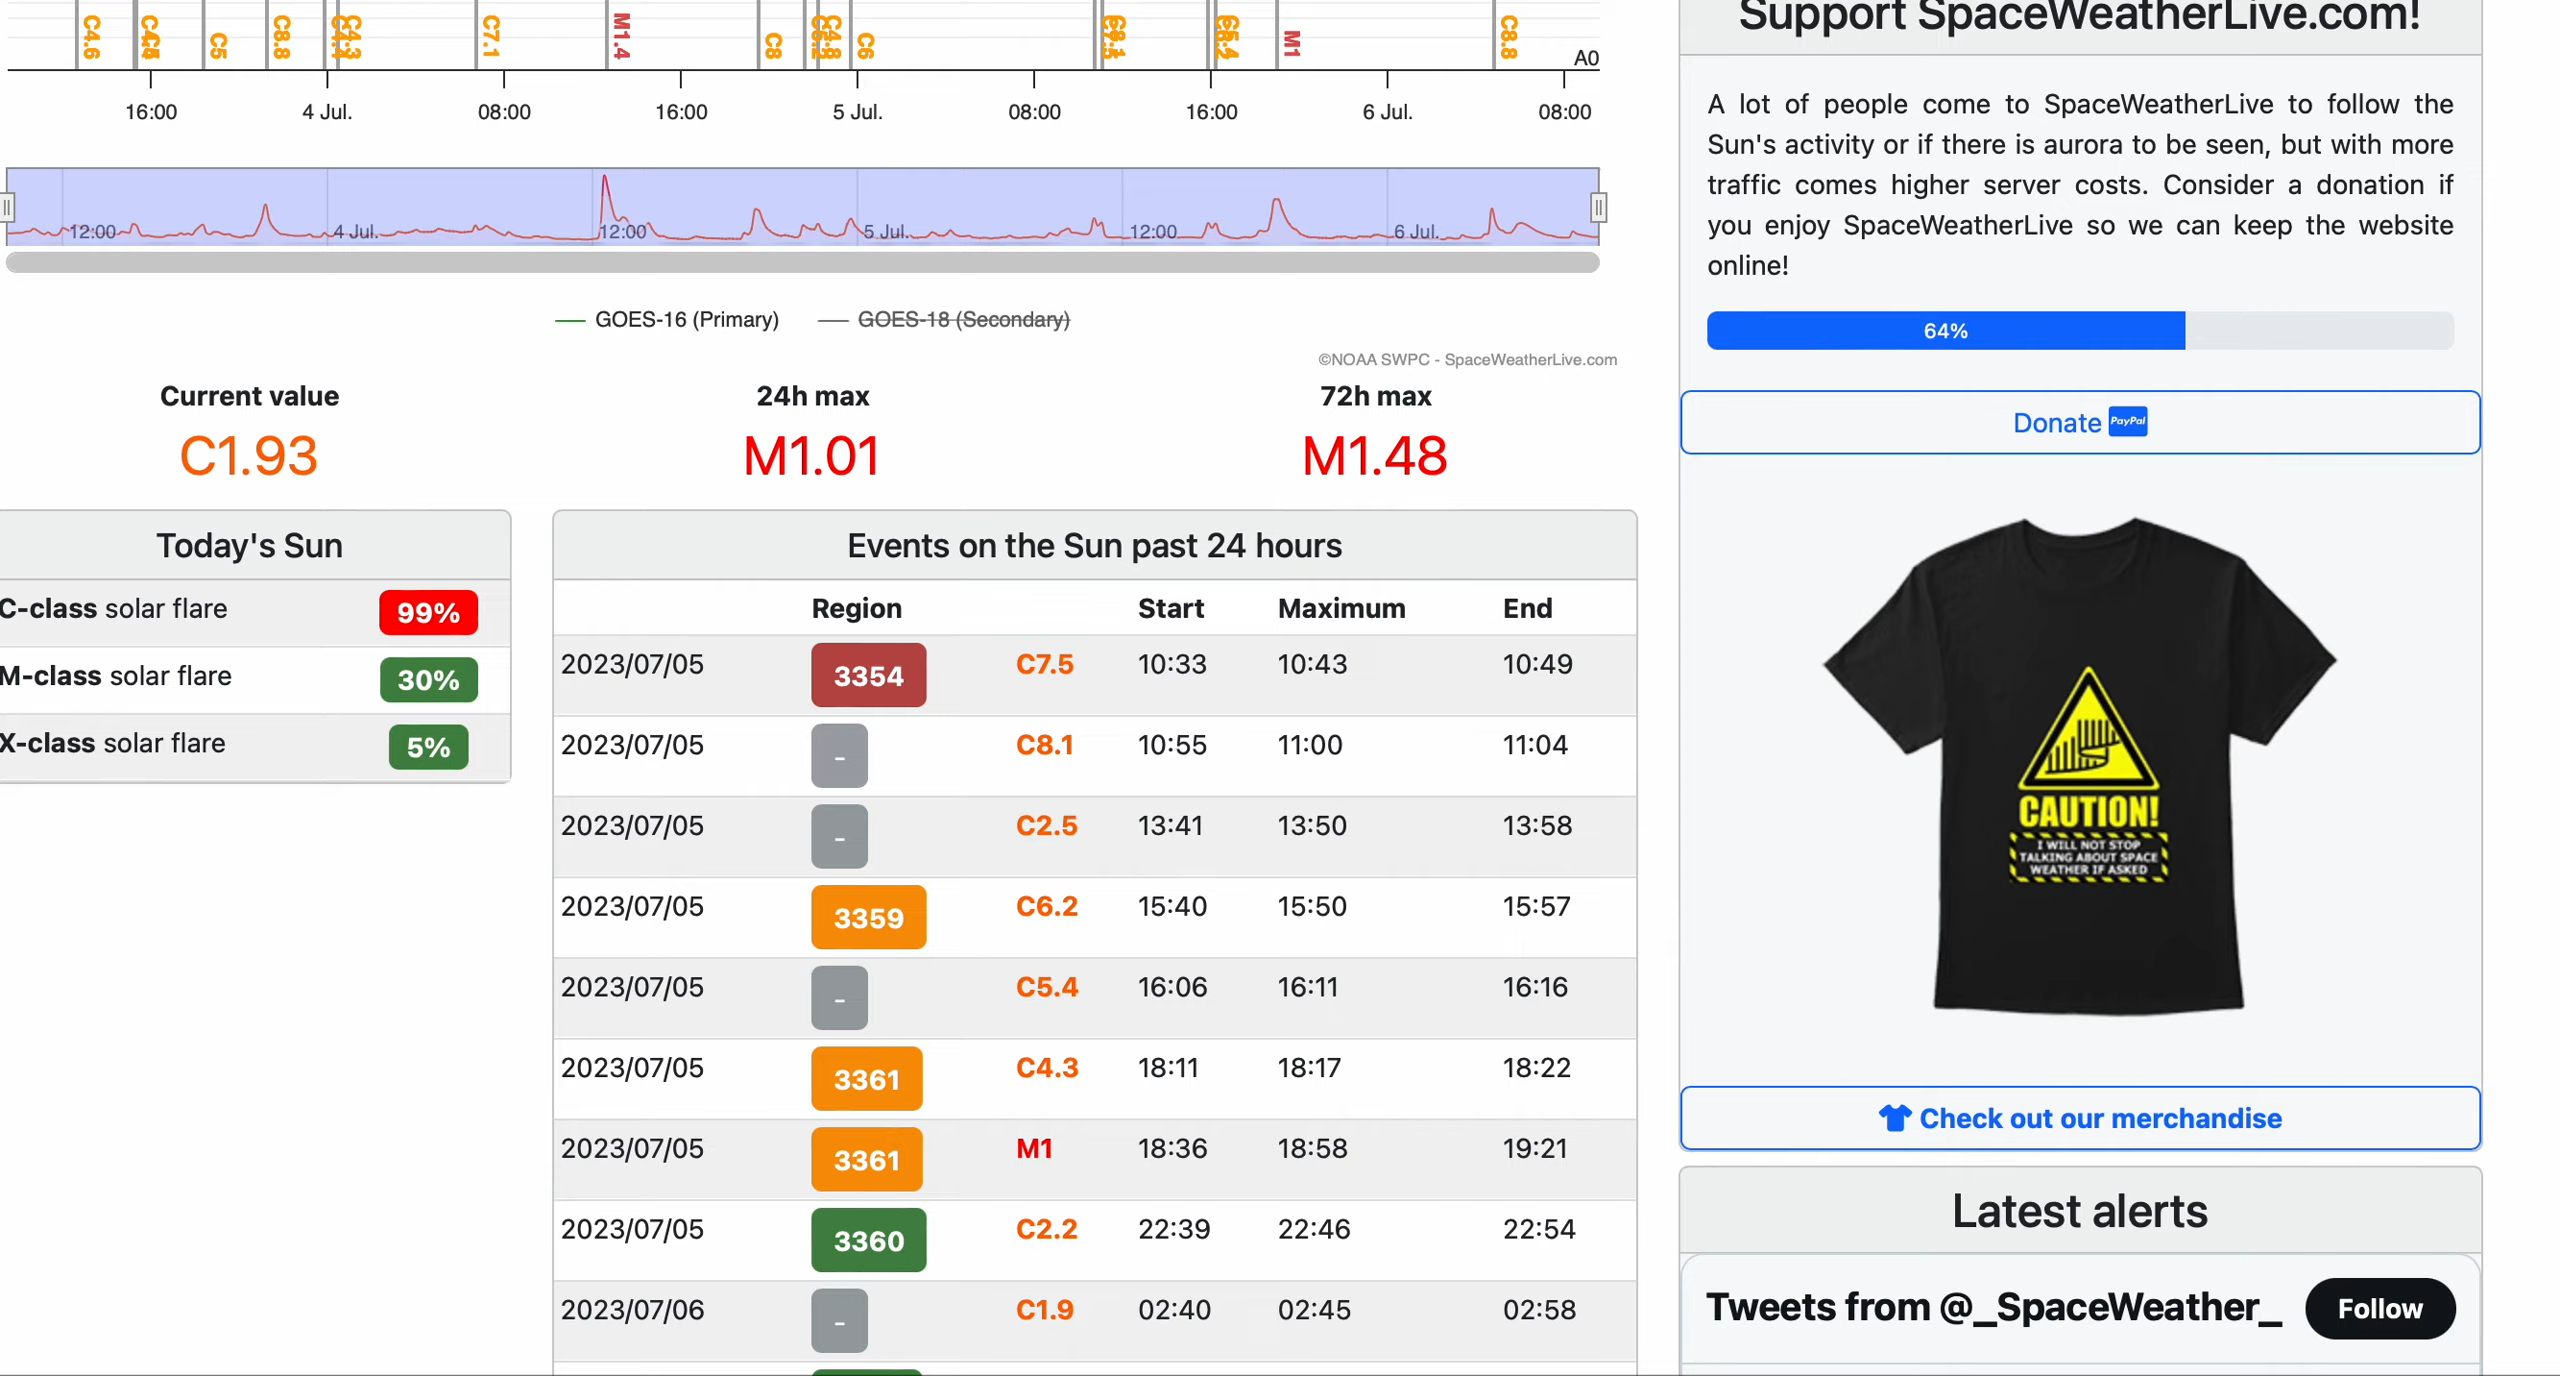 Support SpaceWeatherLive.com!
C4.6
C5
C8.8
C4.3
C7.1
M1.4
C8
C4.8
C6
C8.1
C5.4
M1
C8.8
A0
16:00 4 Jul. 08:00 16:00 5 Jul. 08:00 16:00 6 Jul. 08:00
12:00 4 Jul. 12:00 5 Jul. 12:00 6 Jul.
GOES-16 (Primary) GOES-18 (Secondary)
©NOAA SWPC - SpaceWeatherLive.com
Current value 24h max 72h max
C1.93 M1.01 M1.48
Today's Sun
C-class solar flare 99%
M-class solar flare 30%
X-class solar flare 5%
Events on the Sun past 24 hours
Region Start Maximum End
2023/07/05 3354 C7.5 10:33 10:43 10:49
2023/07/05 - C8.1 10:55 11:00 11:04
2023/07/05 - C2.5 13:41 13:50 13:58
2023/07/05 3359 C6.2 15:40 15:50 15:57
2023/07/05 - C5.4 16:06 16:11 16:16
2023/07/05 3361 C4.3 18:11 18:17 18:22
2023/07/05 3361 M1 18:36 18:58 19:21
2023/07/05 3360 C2.2 22:39 22:46 22:54
2023/07/06 - C1.9 02:40 02:45 02:58
A lot of people come to SpaceWeatherLive to follow the
Sun's activity or if there is aurora to be seen, but with more
traffic comes higher server costs. Consider a donation if
you enjoy SpaceWeatherLive so we can keep the website
online!
64%
Donate PayPal
CAUTION!
I WILL NOT STOP
TALKING ABOUT SPACE
WEATHER IF ASKED
Check out our merchandise
Latest alerts
Tweets from @_SpaceWeather_ Follow